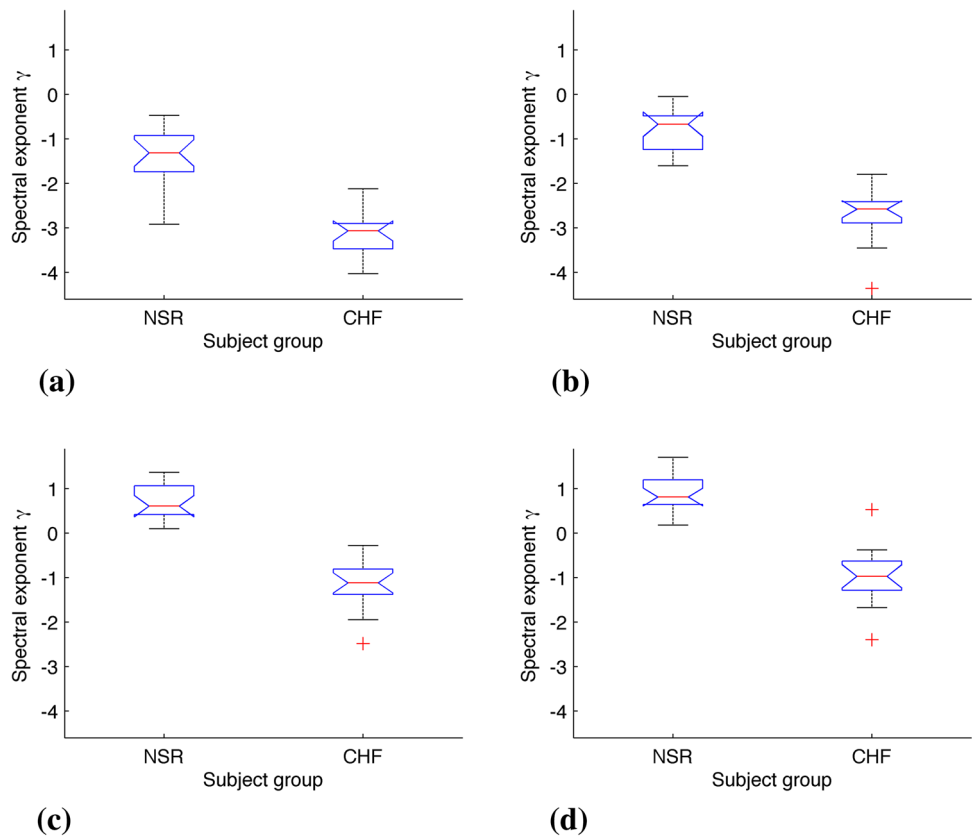 1
0
-1
-2
-3
-4
Spectral exponent γ
NSR CHF
Subject group
(a)
1
0
-1
-2
-3
-4
Spectral exponent γ
NSR CHF
Subject group
(b)
1
0
-1
-2
-3
-4
Spectral exponent γ
NSR CHF
Subject group
(c)
1
0
-1
-2
-3
-4
Spectral exponent γ
NSR CHF
Subject group
(d)